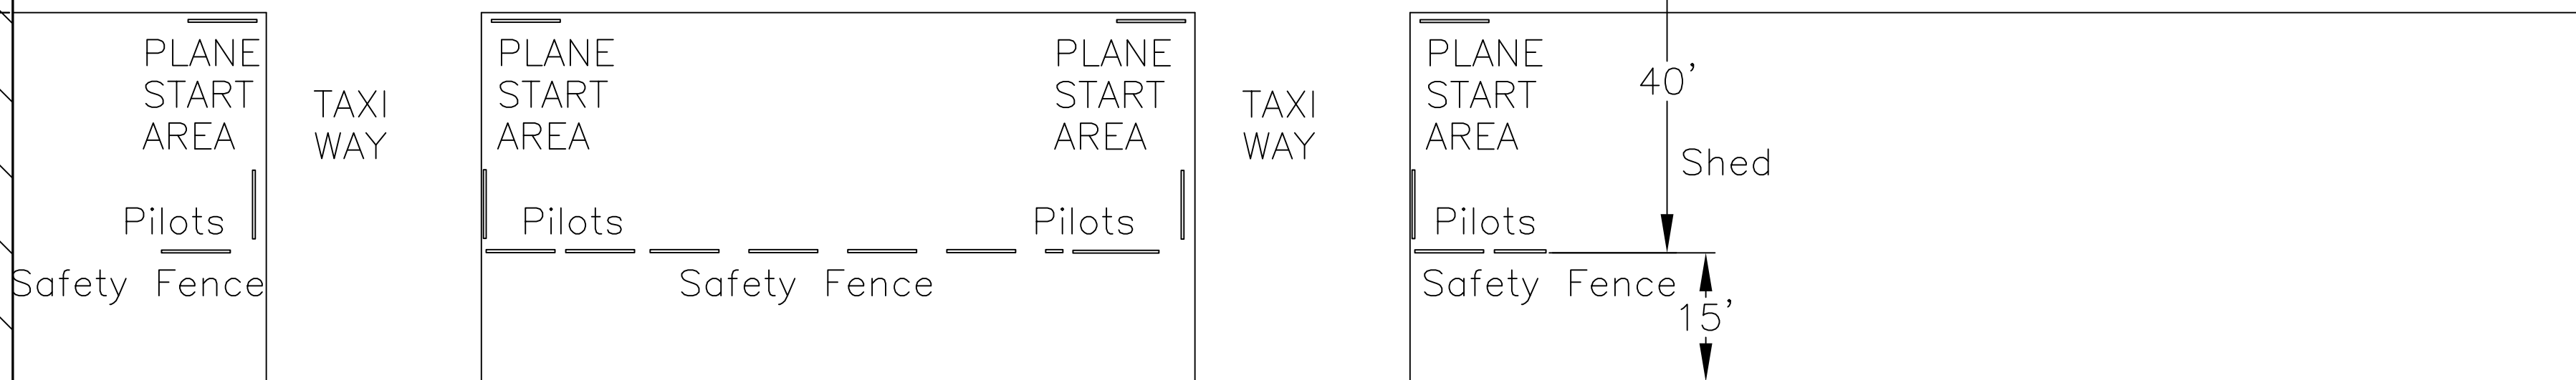 PLANE
START
AREA
Pilots
Safety Fence
TAXI
WAY
PLANE
START
AREA
Pilots
Safety Fence
PLANE
START
AREA
Pilots
TAXI
WAY
PLANE
START
AREA
Pilots
Safety Fence
40'
Shed
15'